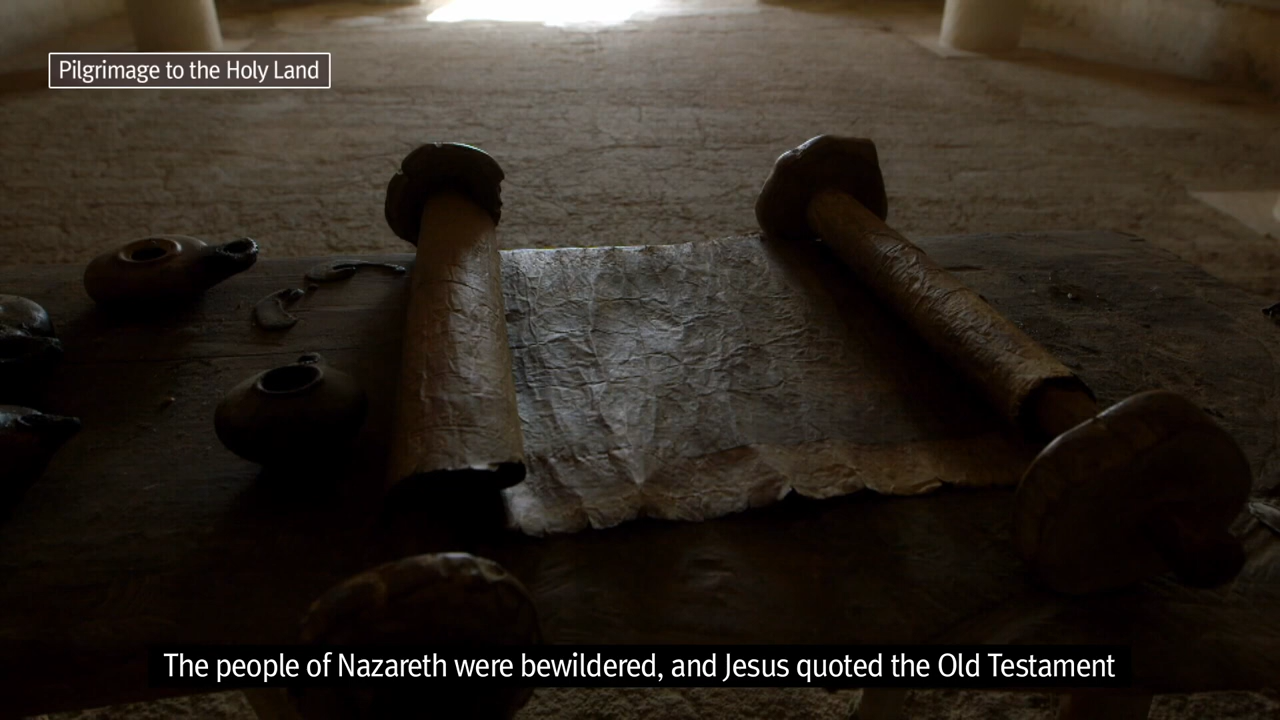 Pilgrimage to the Holy Land
The people of Nazareth were bewildered, and Jesus quoted the Old Testament